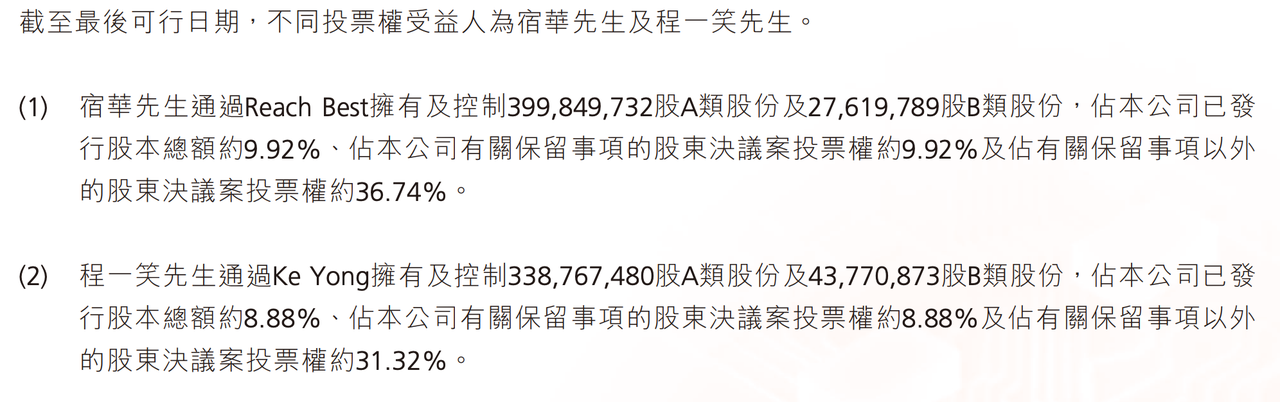 截至最後可行日期，不同投票權受益人為宿華先生及程一笑先生。
(1) 宿華先生通過Reach Best擁有及控制399,849,732股A類股份及27,619,789股B類股份，佔本公司已發
行股本總額約9.92%、佔本公司有關保留事項的股東決議案投票權約9.92%及佔有關保留事項以外
的股東決議案投票權約36.74%。
(2) 程一笑先生通過Ke Yong擁有及控制338,767,480股A類股份及43,770,873股B類股份，佔本公司已發
行股本總額約8.88%、佔本公司有關保留事項的股東決議案投票權約8.88%及佔有關保留事項以外
的股東決議案投票權約31.32%。